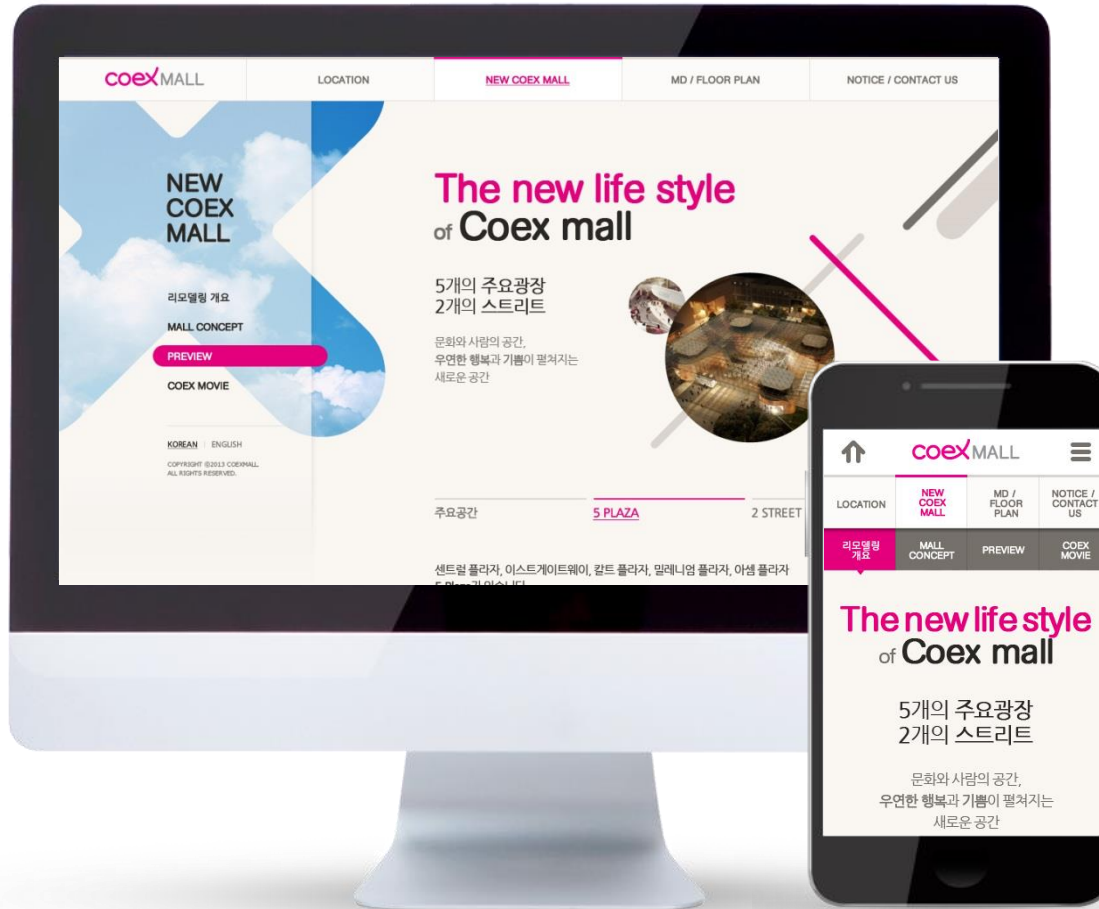 coexMALL
LOCATION
NEW COEX MALL
MD / FLOOR PLAN
NOTICE / CONTACT US
NEW
COEX
MALL
리모델링 개요
MALL CONCEPT
PREVIEW
COEX MOVIE
KOREAN
ENGLISH
COPYRIGHT ©2013 COEXMALL.
ALL RIGHTS RESERVED.
The new life style
of Coex mall
5개의 주요광장
2개의 스트리트
문화와 사람의 공간,
우연한 행복과 기쁨이 펼쳐지는
새로운 공간
주요공간
5 PLAZA
2 STREET
센트럴 플라자, 이스트게이트웨이, 칼트 플라자, 밀레니엄 플라자, 아셈 플라자
coexMALL
LOCATION
NEW
COEX
MALL
MD /
FLOOR
PLAN
NOTICE /
CONTACT
US
리모델링
개요
MALL
CONCEPT
PREVIEW
COEX
MOVIE
The new life style
of Coex mall
5개의 주요광장
2개의 스트리트
문화와 사람의 공간,
우연한 행복과 기쁨이 펼쳐지는
새로운 공간